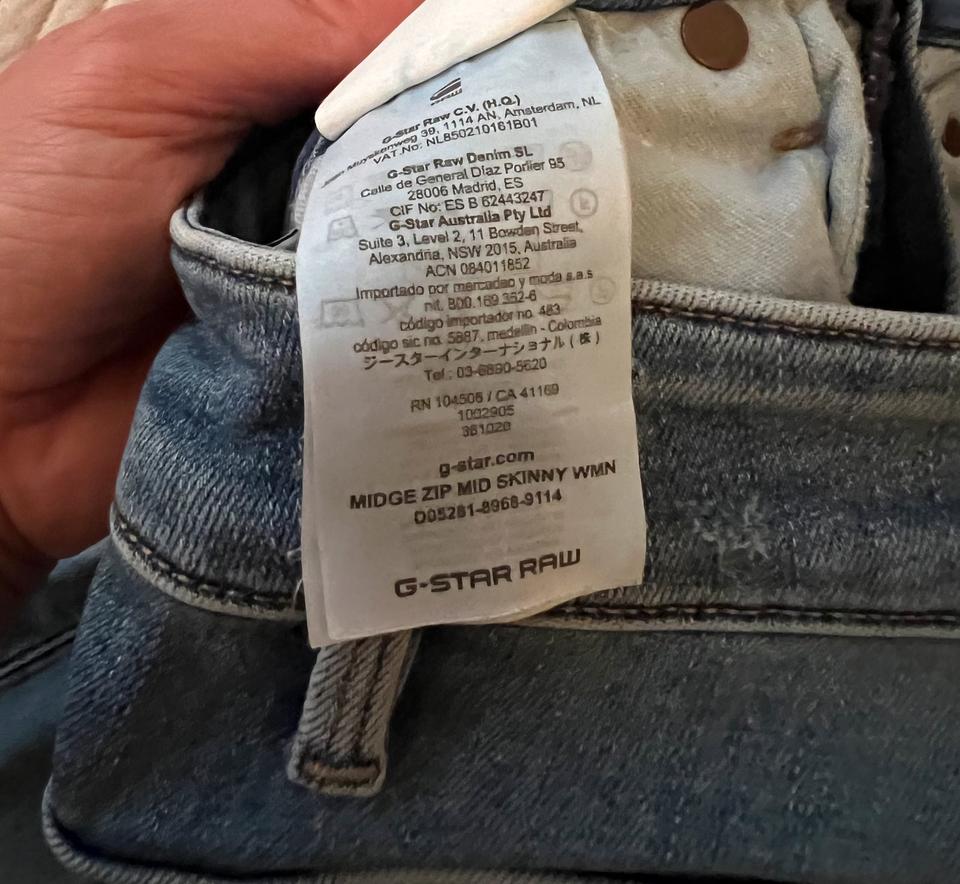 G-Star Raw C.V. (H.Q.)
39, 1114 AN, Amsterdam, NL
VAT.No: NL850210161B01
G-Star Raw Denim SL
Calle de General Díaz Porlier 95
28006 Madrid, ES
CIF No: ES B 62443247
G-Star Australia Pty Ltd
Suite 3, Level 2, 11 Bowden Street,
Alexandria, NSW 2015, Australia
ACN 084011852
Importado por mercadeo y moda s.a.s
nit. 800.169 352-6
código importador no. 483
código sic no. 5887, medellin - Colombia
ジースターインターナショナル ( 株 )
Tel.: 03-6890-5620
RN 104506 / CA 41169
1002905
361020
g-star.com
MIDGE ZIP MID SKINNY WMN
D05281-8968-9114
G-STAR RAW